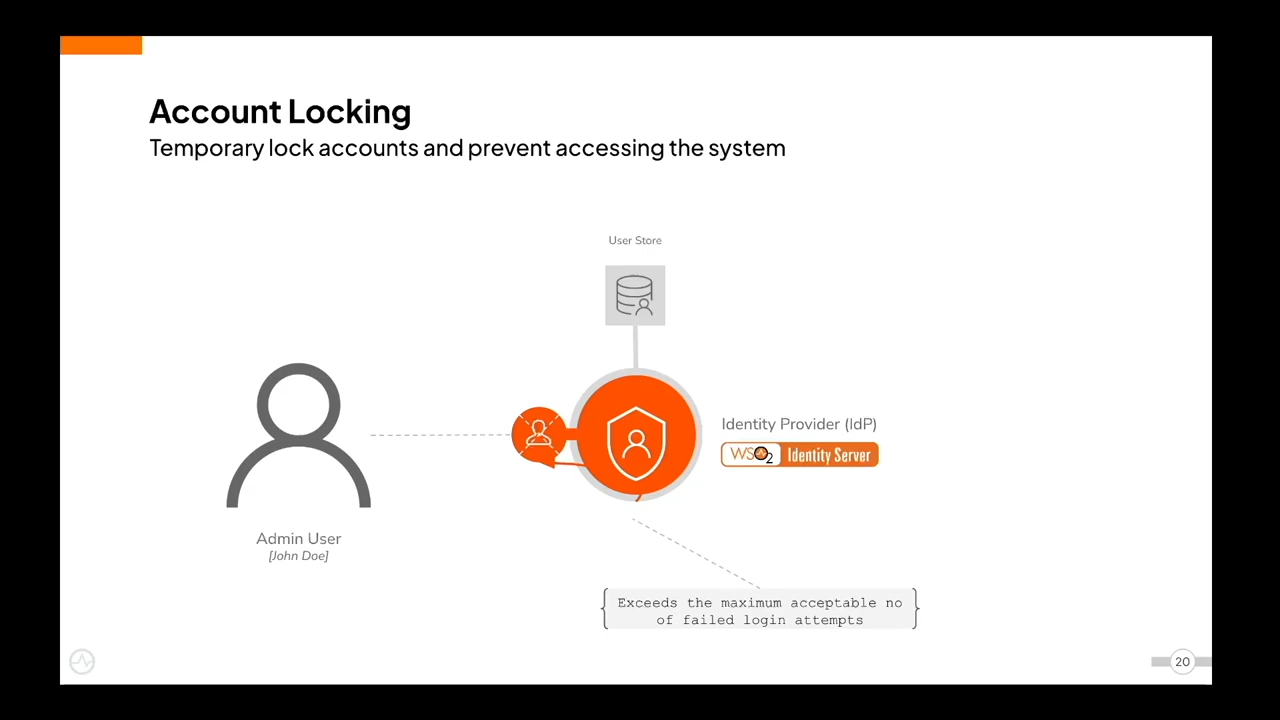 Account Locking
Temporary lock accounts and prevent accessing the system
User Store
Identity Provider (IdP)
WSO2 Identity Server
Admin User
[John Doe]
Exceeds the maximum acceptable no
of failed login attempts
20